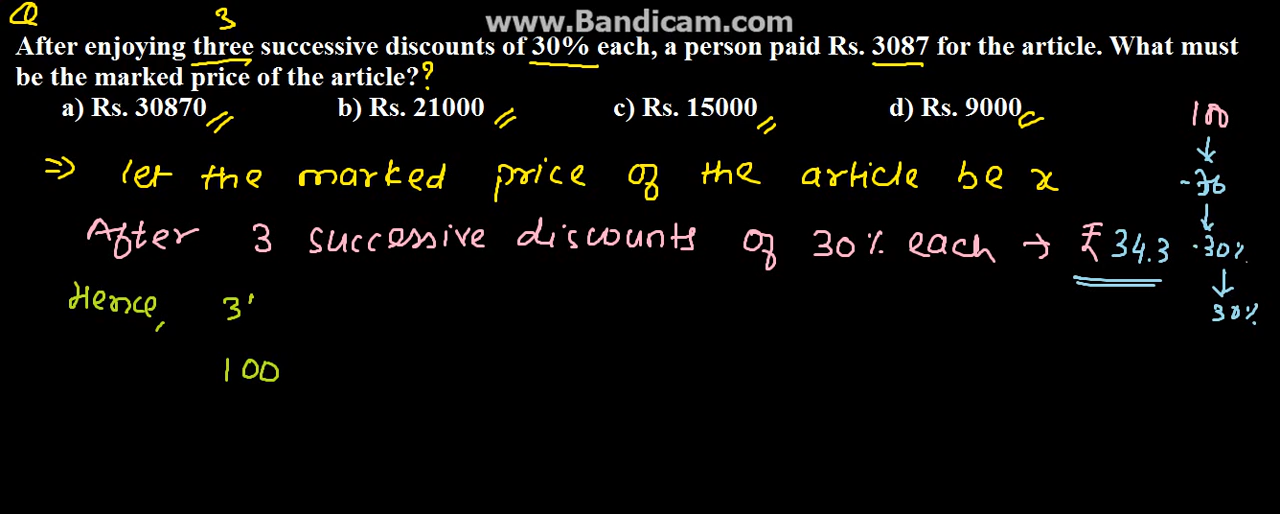 Q
3
www.Bandicam.com
After enjoying three successive discounts of 30% each, a person paid Rs. 3087 for the article. What must
be the marked price of the article??
a) Rs. 30870 b) Rs. 21000 c) Rs. 15000 d) Rs. 9000
100
⇒ let the marked price of the article be x
-30
After 3 successive discounts of 30% each → ₹34.3
-30%
Hence, 3
30%
100